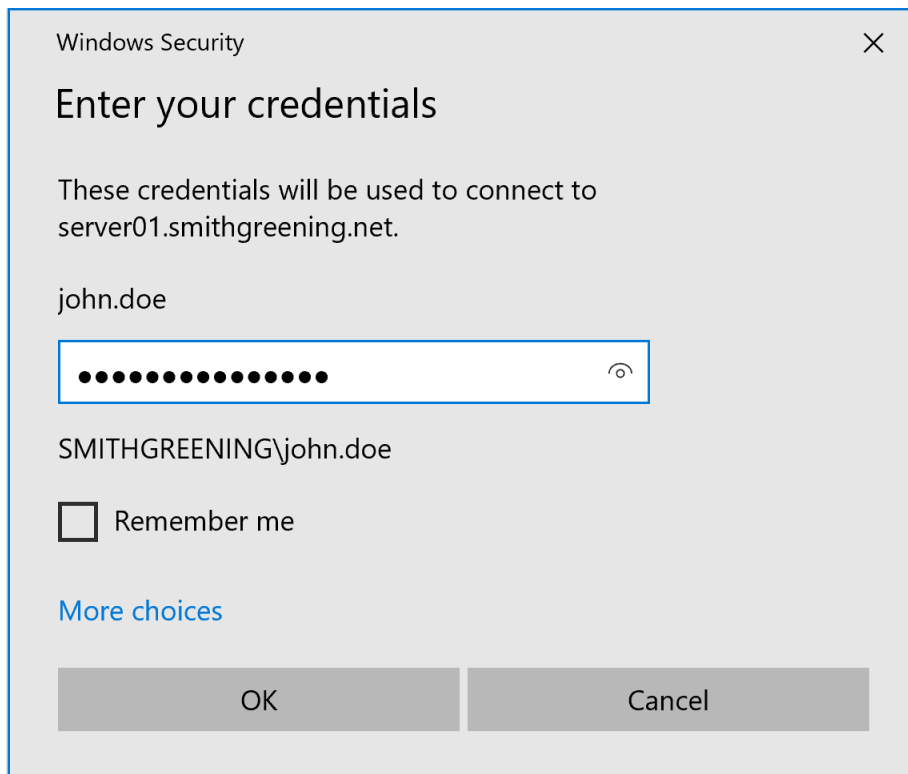 Windows Security
Enter your credentials
These credentials will be used to connect to
server01.smithgreening.net.
john.doe
●●●●●●●●●●●●●●●
SMITHGREENING\john.doe
Remember me
More choices
OK
Cancel